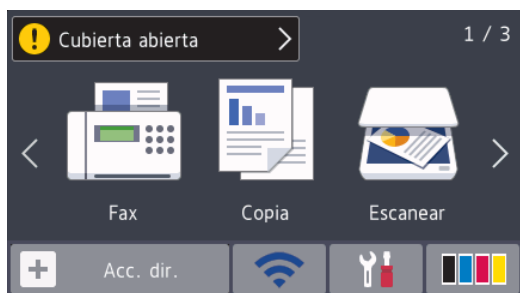 Cubierta abierta
1 / 3
Fax
Copia
Escanear
Acc. dir.